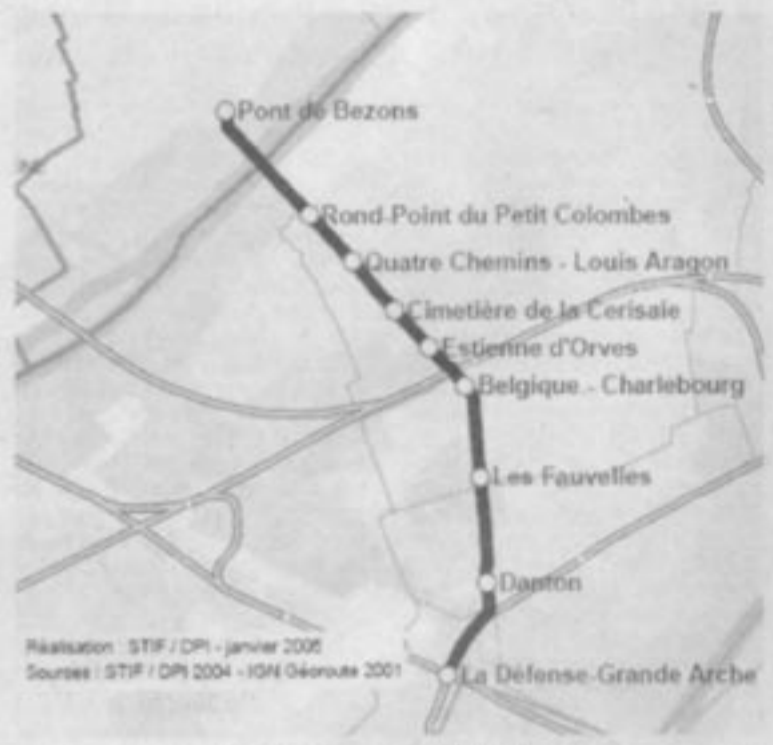 Pont de Bezons
Rond-Point du Petit Colombes
Quatre Chemins - Louis Aragon
Cimetière de la Cerisaie
Estienne d'Orves
Belgique - Charlebourg
Les Fauvelles
Danton
Réalisation : STIF / DPI - janvier 2005
Sources : STIF / DPI 2004 - IGN Géoroute 2001
La Défense-Grande Arche